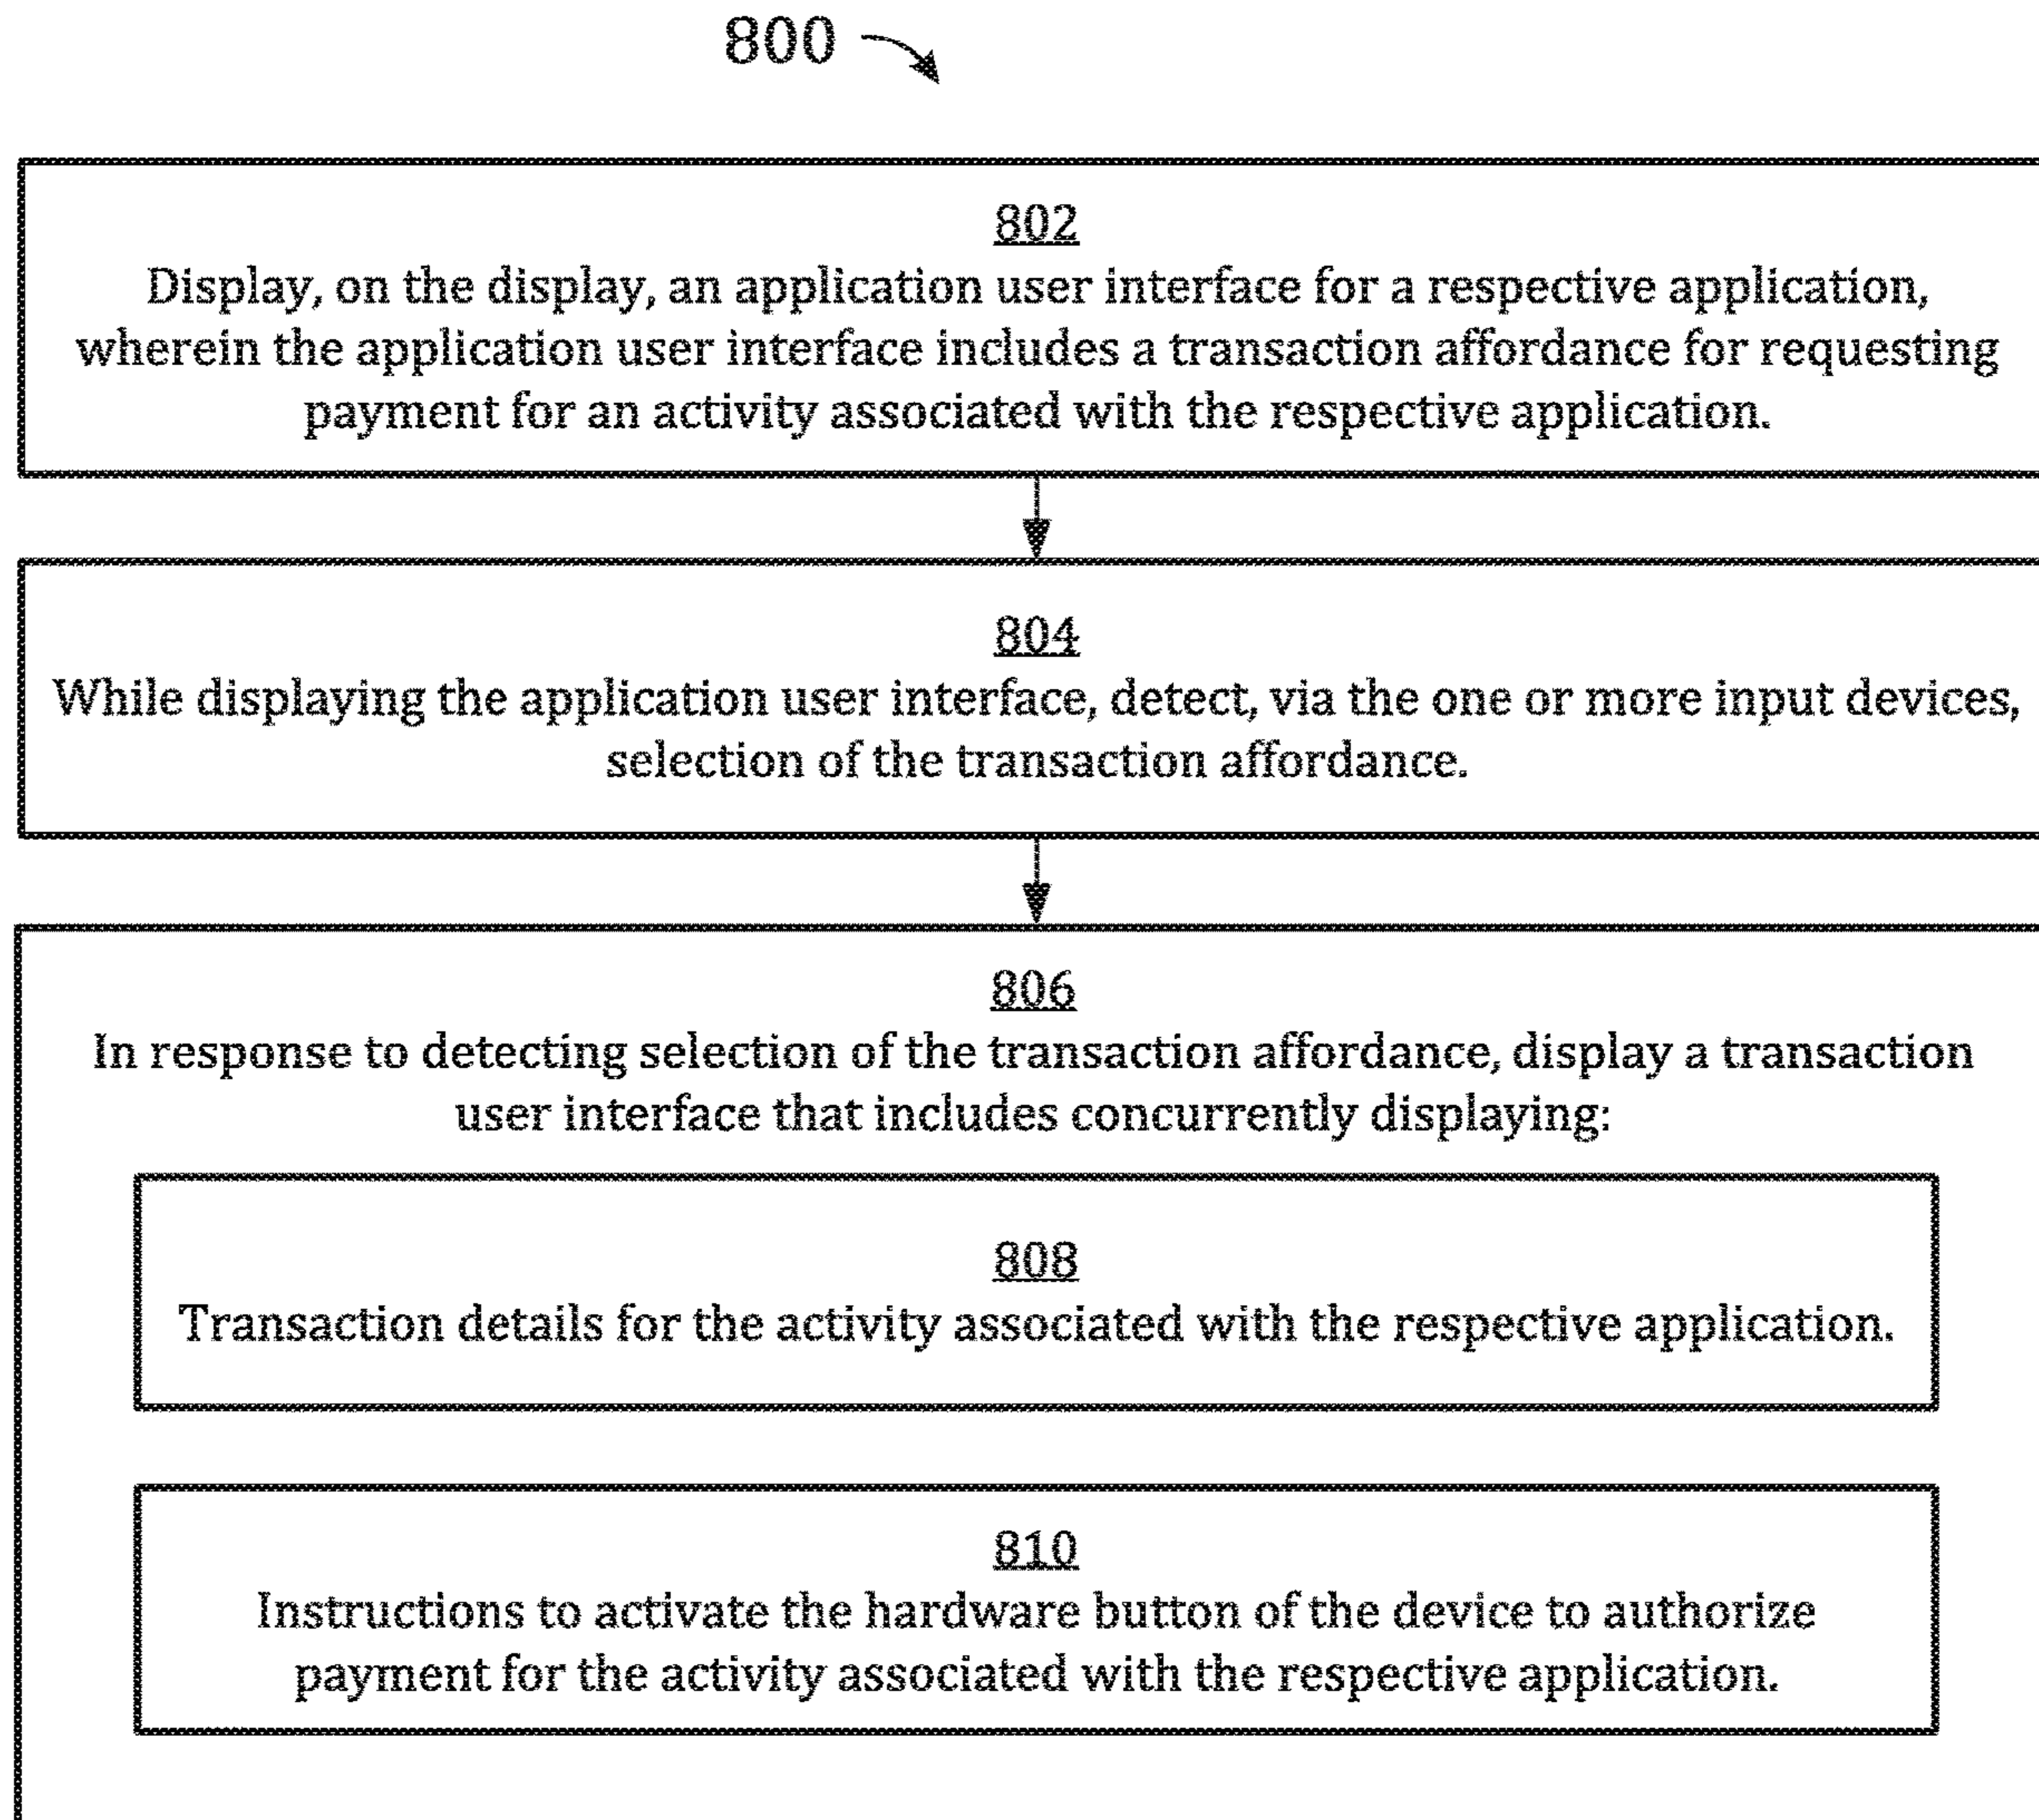 800
802
Display, on the display, an application user interface for a respective application,
wherein the application user interface includes a transaction affordance for requesting
payment for an activity associated with the respective application.
804
While displaying the application user interface, detect, via the one or more input devices,
selection of the transaction affordance.
806
In response to detecting selection of the transaction affordance, display a transaction
user interface that includes concurrently displaying:
808
Transaction details for the activity associated with the respective application.
810
Instructions to activate the hardware button of the device to authorize
payment for the activity associated with the respective application.